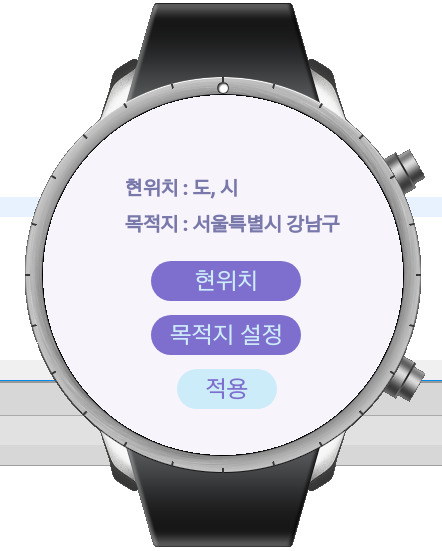 현위치 : 도, 시
목적지 : 서울특별시 강남구
현위치
목적지 설정
적용